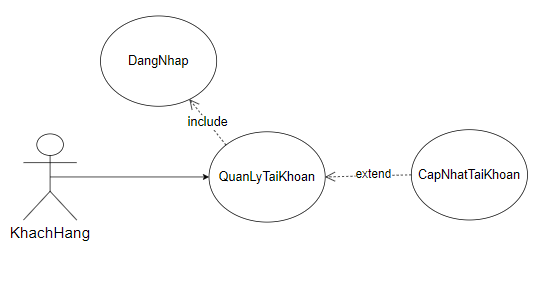 DangNhap
include
QuanLyTaiKhoan
extend
CapNhatTaiKhoan
KhachHang